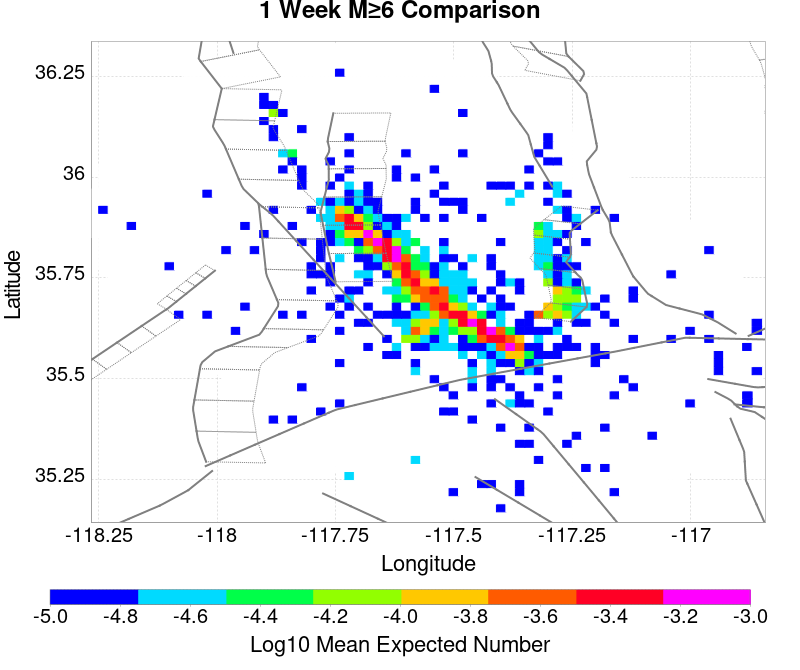 1 Week M≥6 Comparison
36.25
36
35.75
35.5
35.25
Latitude
-118.25 -118 -117.75 -117.5 -117.25 -117
Longitude
-5.0 -4.8 -4.6 -4.4 -4.2 -4.0 -3.8 -3.6 -3.4 -3.2 -3.0
Log10 Mean Expected Number